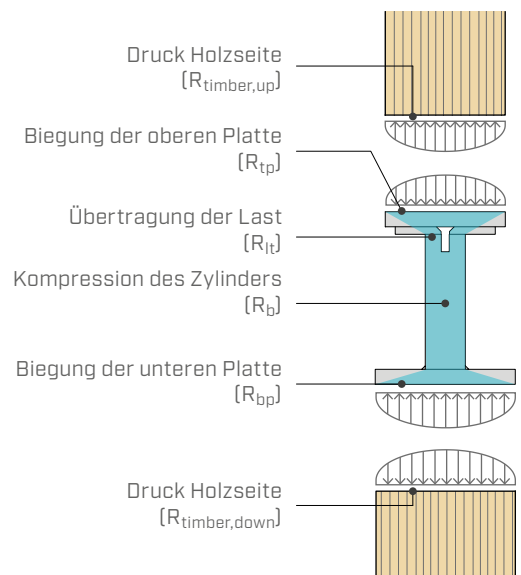 Druck Holzseite
(Rtimber,up)
Biegung der oberen Platte
(Rtp)
Übertragung der Last
(Rlt)
Kompression des Zylinders
(Rb)
Biegung der unteren Platte
(Rbp)
Druck Holzseite
(Rtimber,down)